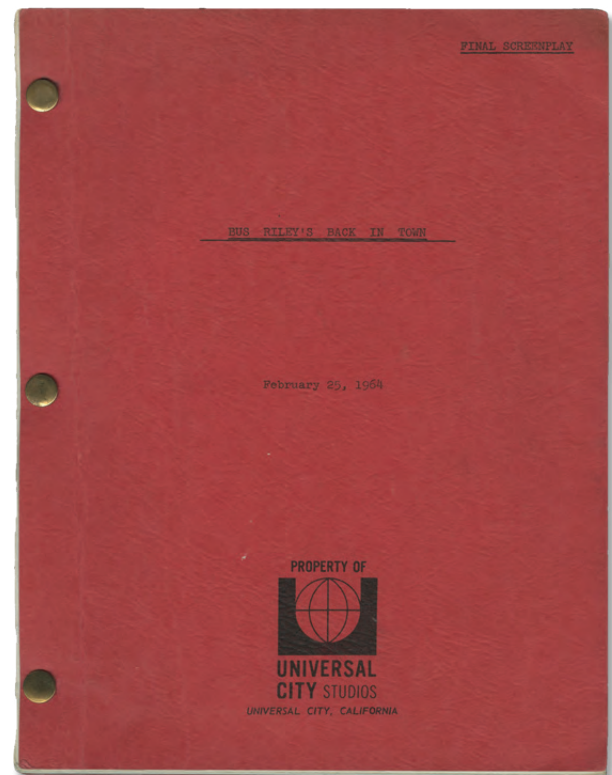 FINAL SCREENPLAY
BUS RILEY'S BACK IN TOWN
February 25, 1964
PROPERTY OF
UNIVERSAL
CITY STUDIOS
UNIVERSAL CITY, CALIFORNIA